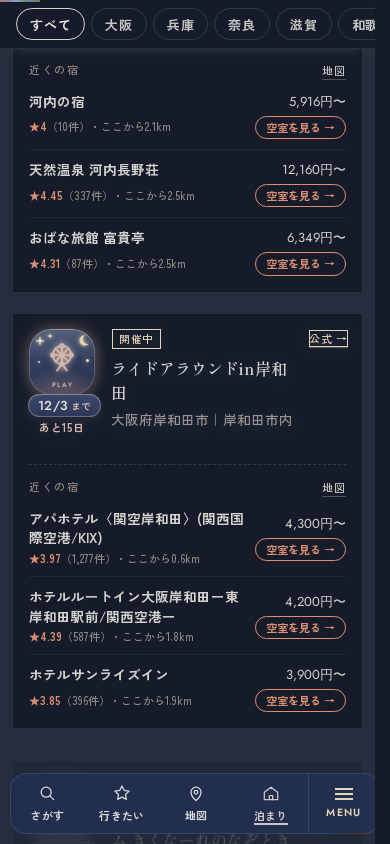 すべて 大阪 兵庫 奈良 滋賀 和歌
近くの宿 地図
河内の宿 5,916円〜
★4（10件）・ここから2.1km 空室を見る →
天然温泉 河内長野荘 12,160円〜
★4.45（337件）・ここから2.5km 空室を見る →
おばな旅館 富貴亭 6,349円〜
★4.31（87件）・ここから2.5km 空室を見る →
開催中 公式 →
PLAY
ライドアラウンドin岸和
田
12/3 まで
あと15日
大阪府岸和田市｜岸和田市内
近くの宿 地図
アパホテル〈関空岸和田〉(関西国
際空港/KIX) 4,300円〜
★3.97（1,277件）・ここから0.6km 空室を見る →
ホテルルートイン大阪岸和田ー東
岸和田駅前/関西空港ー 4,200円〜
★4.39（587件）・ここから1.8km 空室を見る →
ホテルサンライズイン 3,900円〜
★3.85（396件）・ここから1.9km 空室を見る →
さがす 行きたい 地図 泊まり MENU